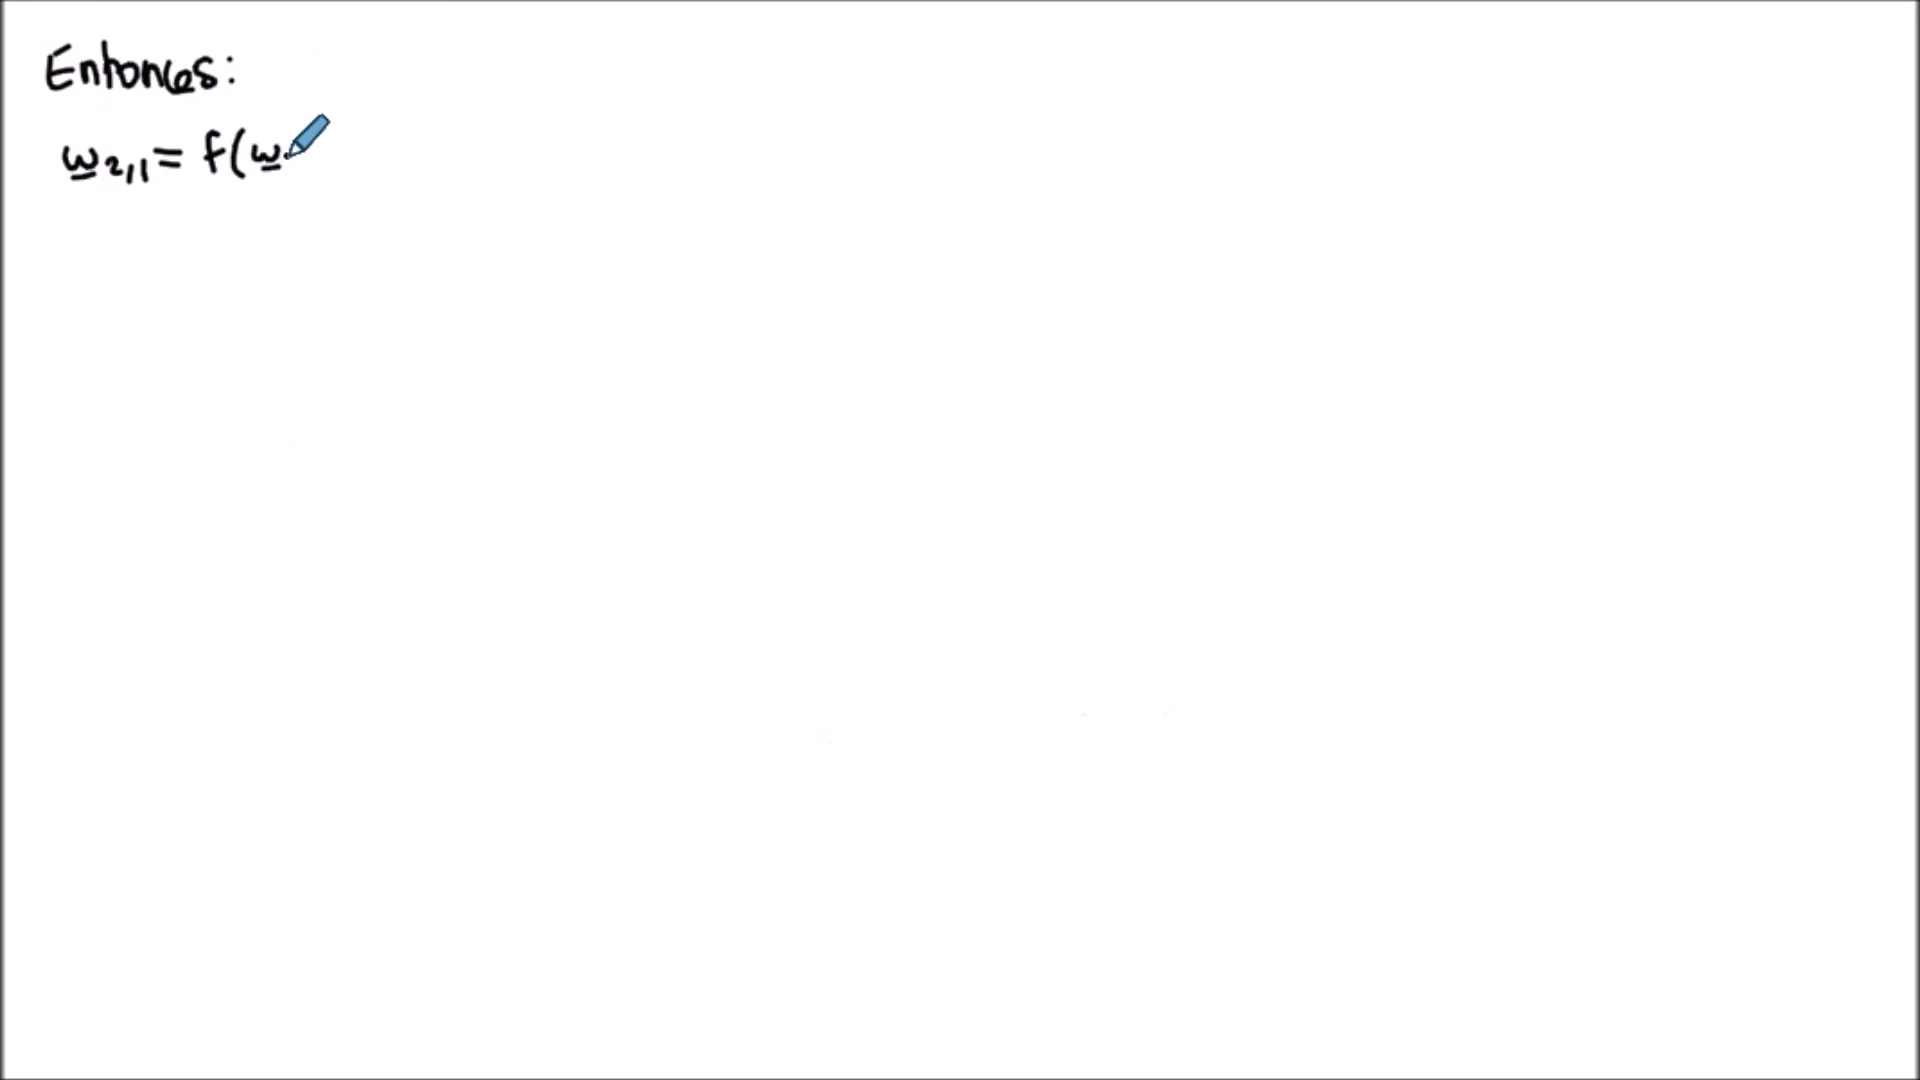 Entonces:
w2,1 = f(w